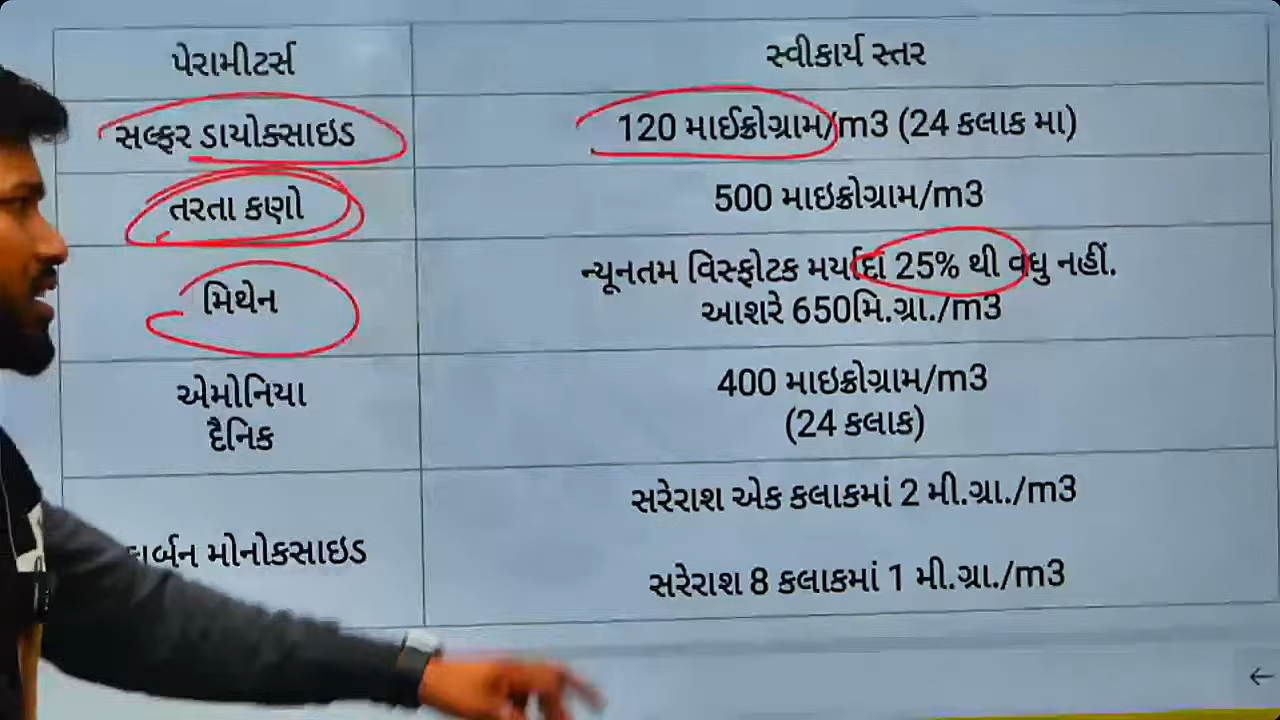 પેરામીટર્સ
સ્વીકાર્ય સ્તર
સલ્ફર ડાયોક્સાઇડ
120 માઈક્રોગ્રામ/m3 (24 કલાક મા)
તરતા કણો
500 માઇક્રોગ્રામ/m3
મિથેન
ન્યૂનતમ વિસ્ફોટક મર્યાદા 25% થી વધુ નહીં.
આશરે 650મિ.ગ્રા./m3
એમોનિયા
દૈનિક
400 માઇક્રોગ્રામ/m3
(24 કલાક)
મોનોકસાઇડ
સરેરાશ એક કલાકમાં 2 મી.ગ્રા./m3
સરેરાશ 8 કલાકમાં 1 મી.ગ્રા./m3